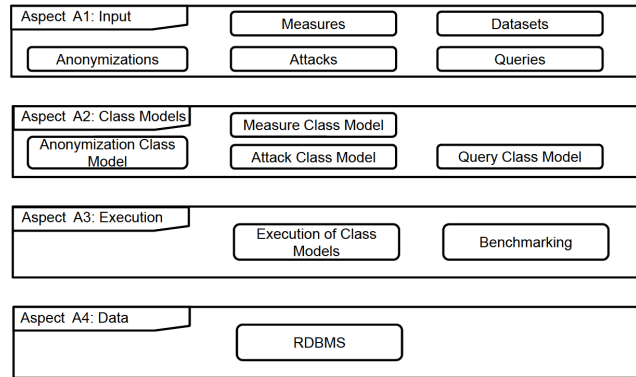 Aspect A1: Input
Measures
Datasets
Anonymizations
Attacks
Queries
Aspect A2: Class Models
Measure Class Model
Anonymization Class
Model
Attack Class Model
Query Class Model
Aspect A3: Execution
Execution of Class
Models
Benchmarking
Aspect A4: Data
RDBMS